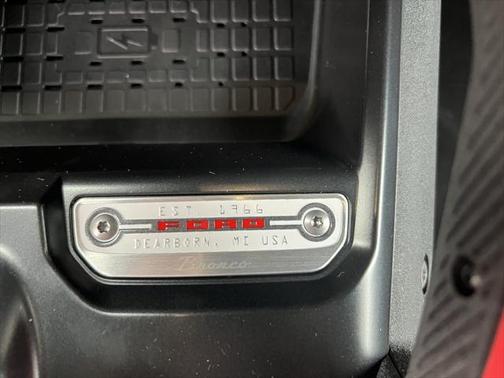 EST 1966
FORD
DEARBORN, MI USA
Bronco